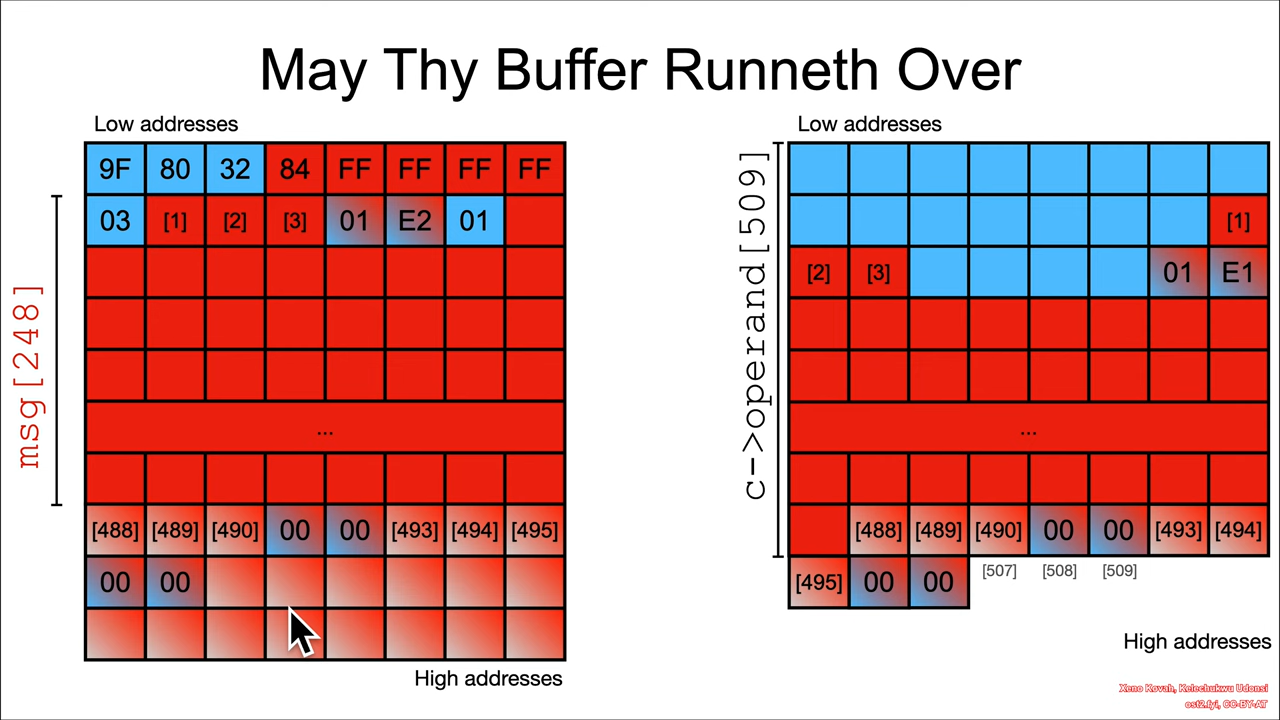 May Thy Buffer Runneth Over
Low addresses
9F 80 32 84 FF FF FF FF
03 [1] [2] [3] 01 E2 01
...
[488] [489] [490] 00 00 [493] [494] [495]
00 00
High addresses
msg[248]
Low addresses
[1]
[2] [3] 01 E1
...
[488] [489] [490] 00 00 [493] [494]
[495] 00 00 [507] [508] [509]
High addresses
c->operand[509]
Xeno Kovah, Kelechukwu Udonsi
ost2.fyi, CC-BY-AT